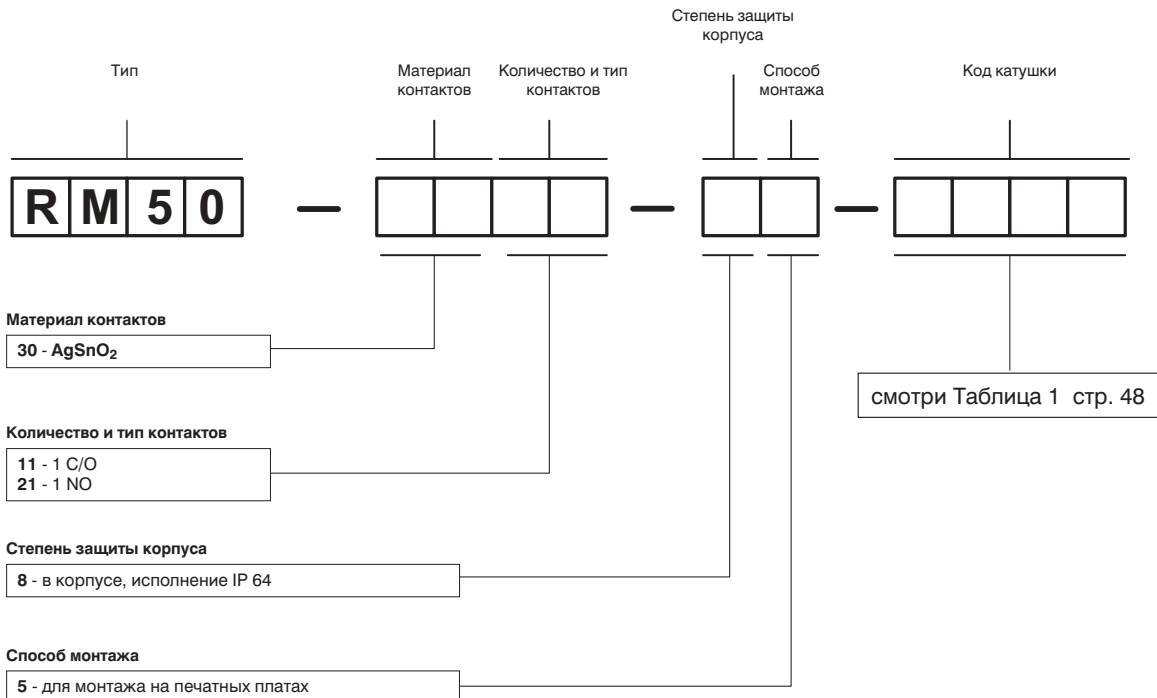 Степень защиты
корпуса
Тип
Материал
контактов
Количество и тип
контактов
Способ
монтажа
Код катушки
RM50 — — —
Материал контактов
30 - AgSnO2
смотри Таблица 1 стр. 48
Количество и тип контактов
11 - 1 C/O
21 - 1 NO
Степень защиты корпуса
8 - в корпусе, исполнение IP 64
Способ монтажа
5 - для монтажа на печатных платах